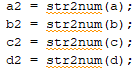 a2 = str2num(a);
b2 = str2num(b);
c2 = str2num(c);
d2 = str2num(d);